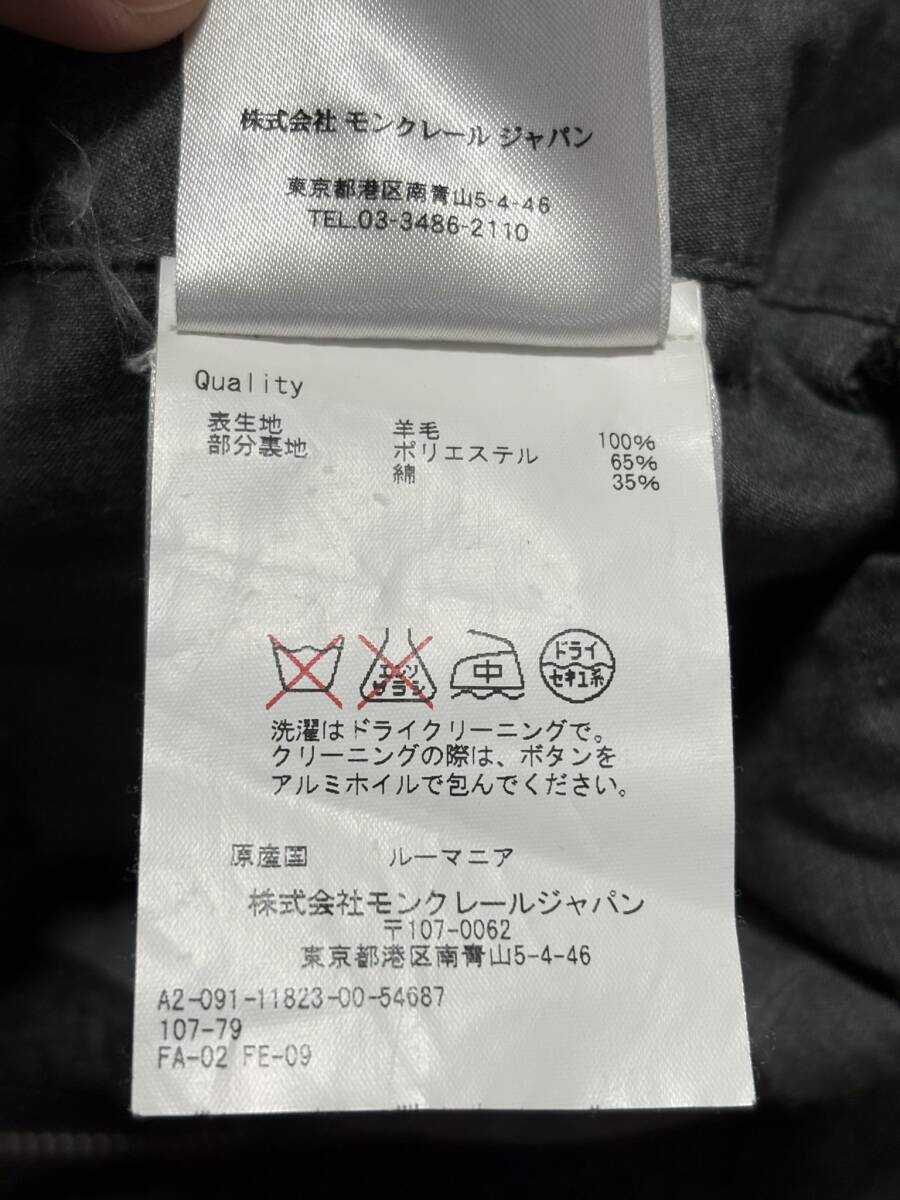 株式会社 モンクレール ジャパン
東京都港区南青山5-4-46
TEL.03-3486-2110
Quality
表生地 羊毛 100%
部分裏地 ポリエステル 65%
綿 35%
エンソ
サラシ
中
ドライ
セキユ系
洗濯はドライクリーニングで。
クリーニングの際は、ボタンを
アルミホイルで包んでください。
原産国 ルーマニア
株式会社モンクレールジャパン
〒107-0062
東京都港区南青山5-4-46
A2-091-11823-00-54687
107-79
FA-02 FE-09